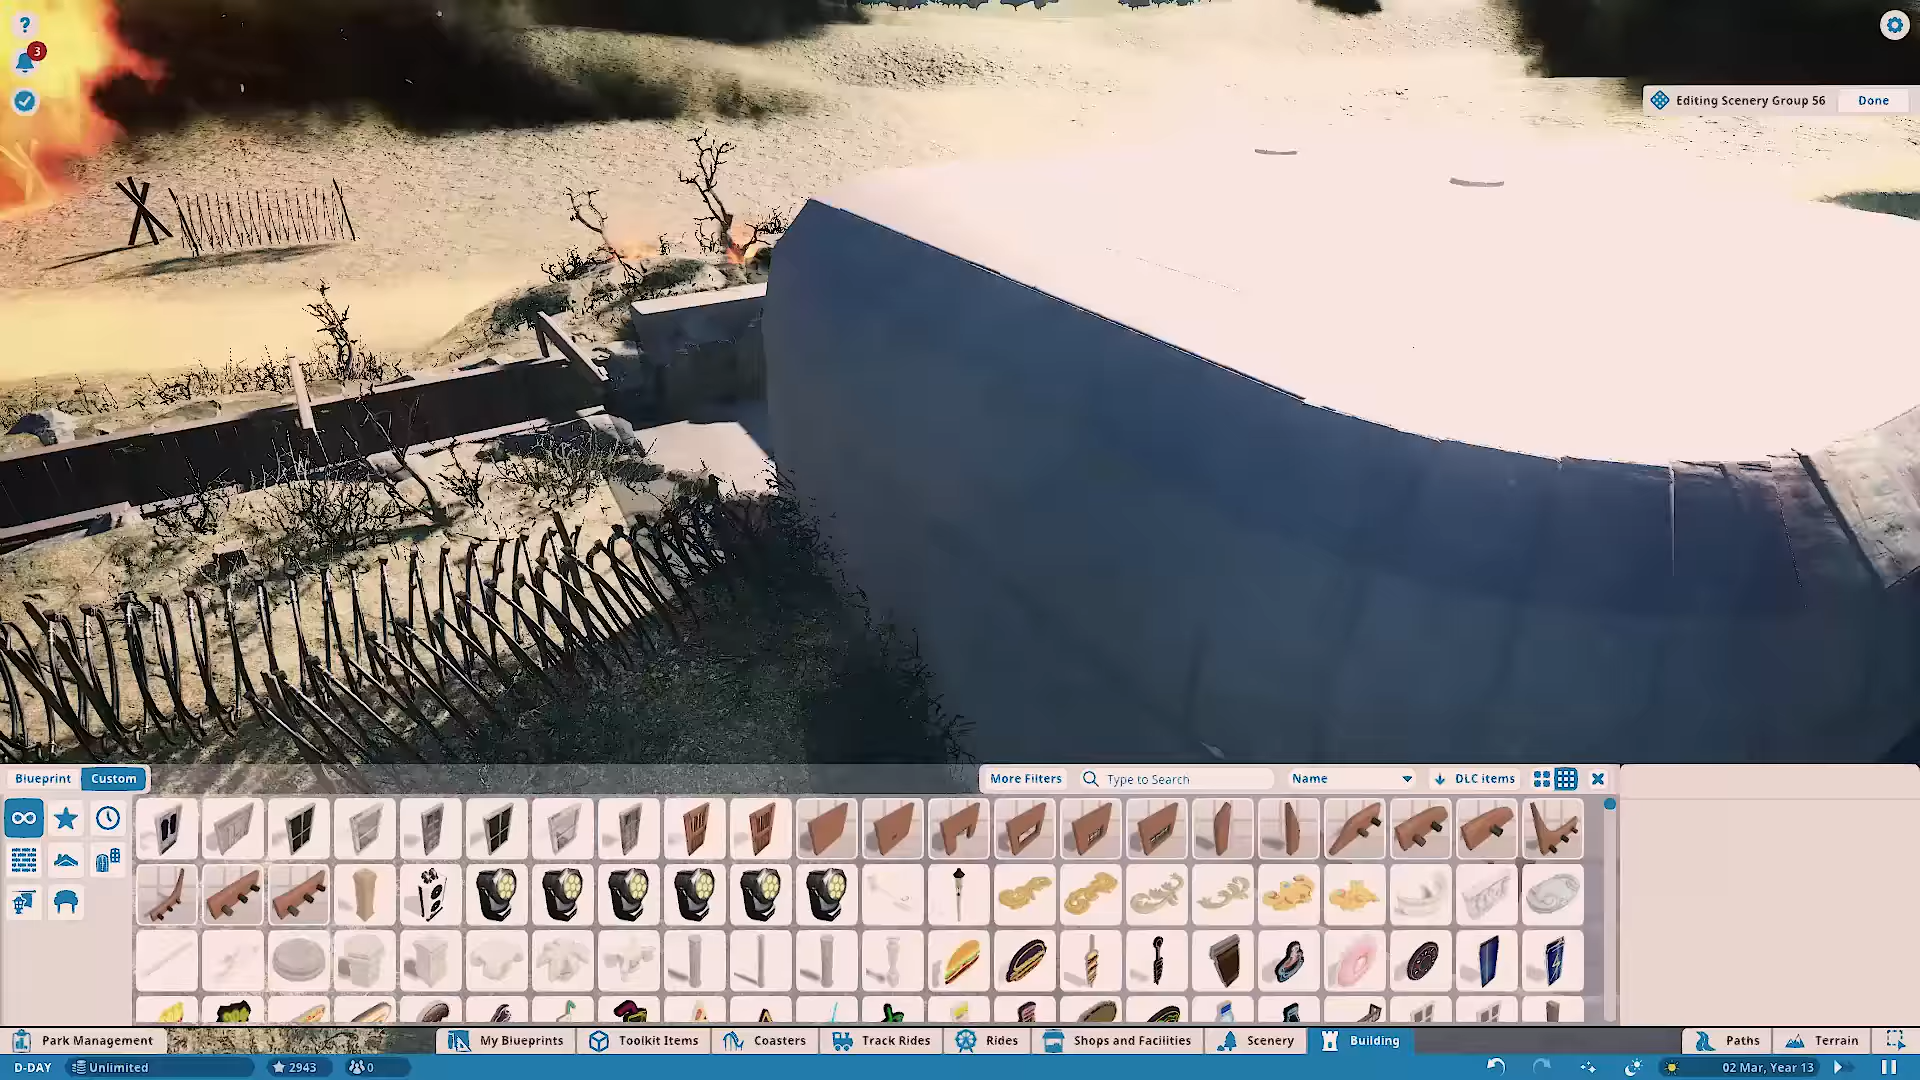 ?
3
Editing Scenery Group 56
Done
Blueprint
Custom
More Filters
Type to Search
Name
DLC items
Park Management
My Blueprints
Toolkit Items
Coasters
Track Rides
Rides
Shops and Facilities
Scenery
Building
Paths
Terrain
D-DAY
Unlimited
2943
0
02 Mar, Year 13